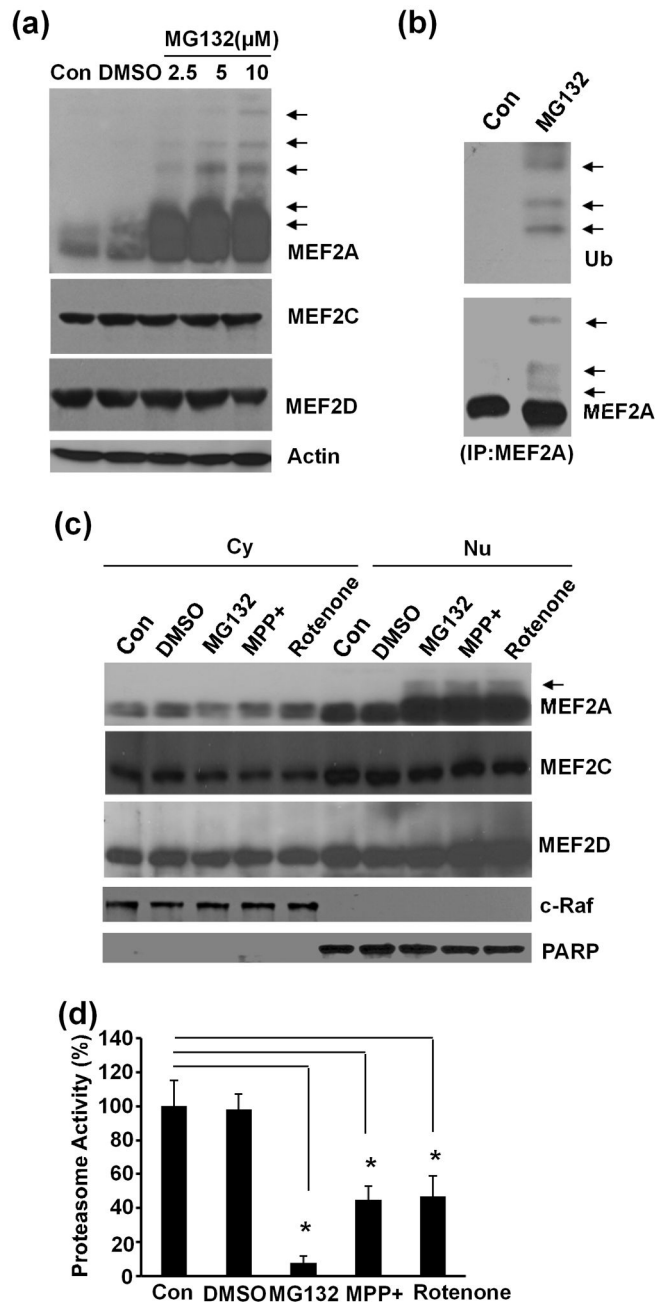 (a)
MG132(μM)
Con DMSO 2.5 5 10
MEF2A
MEF2C
MEF2D
Actin
(b)
Con MG132
Ub
MEF2A
(IP:MEF2A)
(c)
Cy Nu
Con DMSO MG132 MPP+ Rotenone Con DMSO MG132 MPP+ Rotenone
MEF2A
MEF2C
MEF2D
c-Raf
PARP
(d)
Proteasome Activity (%)
140
120
100
80
60
40
20
0
* * *
Con DMSO MG132 MPP+ Rotenone